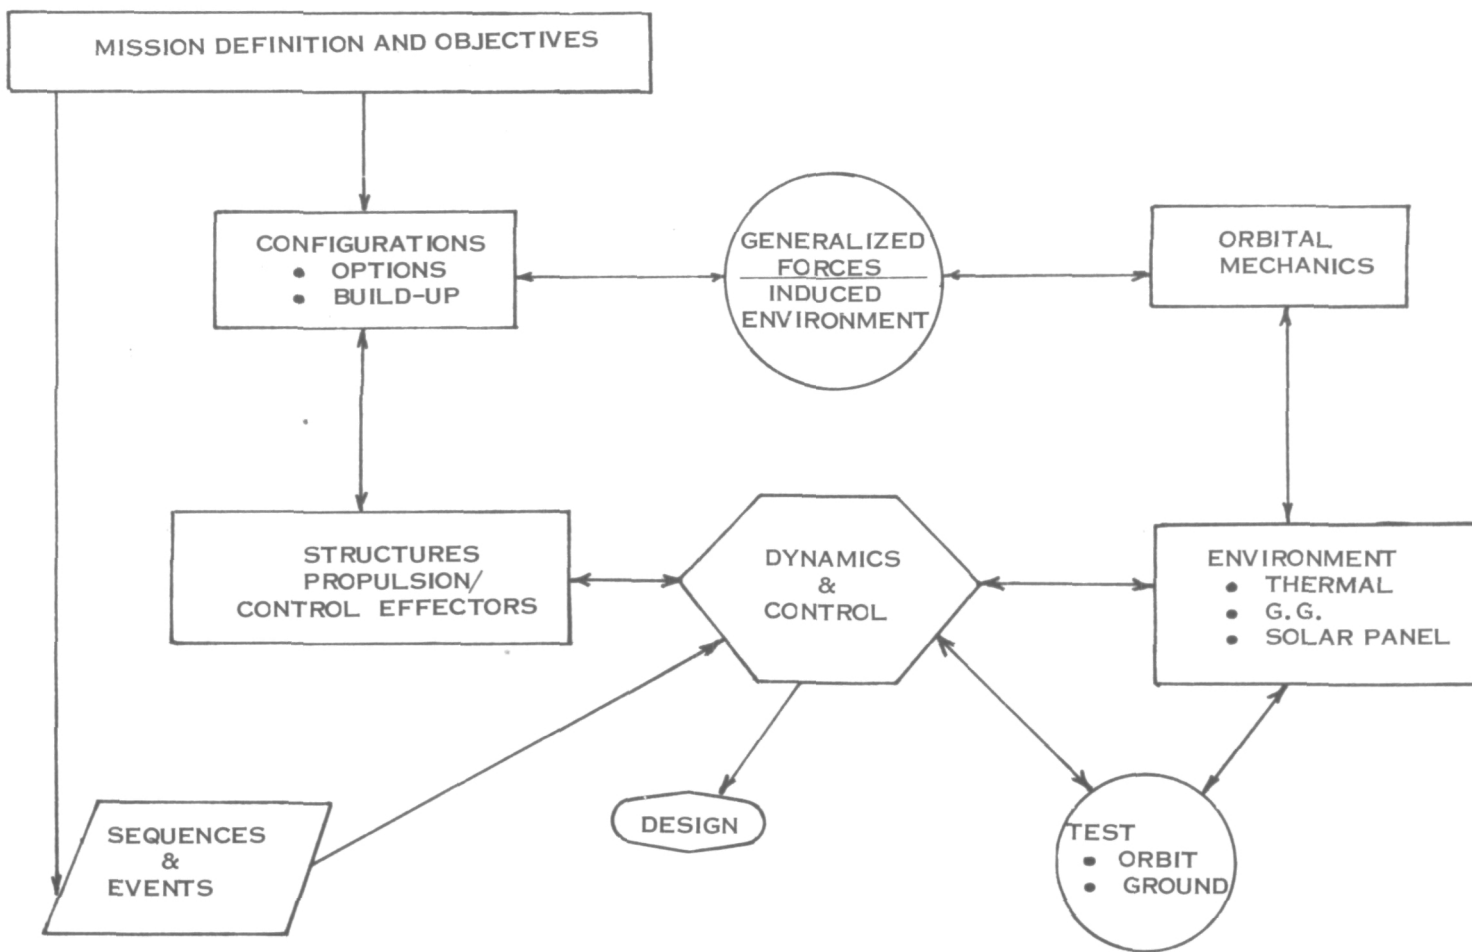 MISSION DEFINITION AND OBJECTIVES
CONFIGURATIONS
• OPTIONS
• BUILD-UP
GENERALIZED
FORCES
INDUCED
ENVIRONMENT
ORBITAL
MECHANICS
STRUCTURES
PROPULSION/
CONTROL EFFECTORS
DYNAMICS
&
CONTROL
ENVIRONMENT
• THERMAL
• G.G.
• SOLAR PANEL
SEQUENCES
&
EVENTS
DESIGN
TEST
• ORBIT
• GROUND